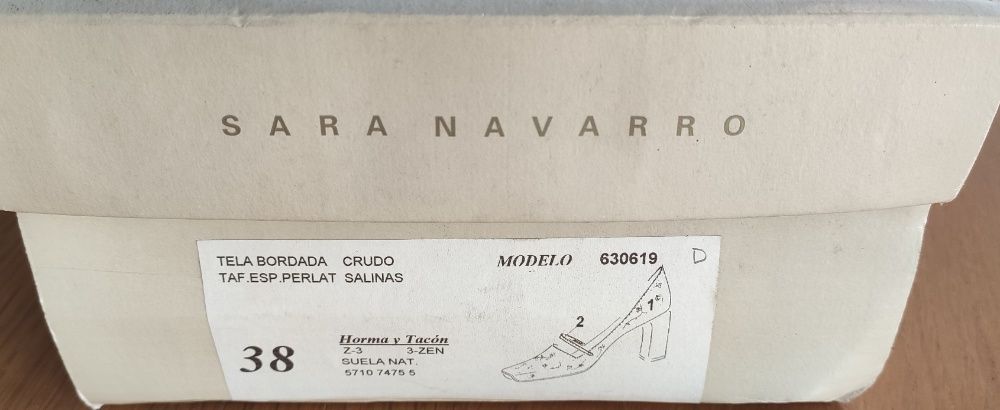 SARA NAVARRO
TELA BORDADA CRUDO MODELO 630619 D
TAF.ESP.PERLAT SALINAS
1
2
Horma y Tacón
38 Z-3 3-ZEN
SUELA NAT.
5710 7475 5